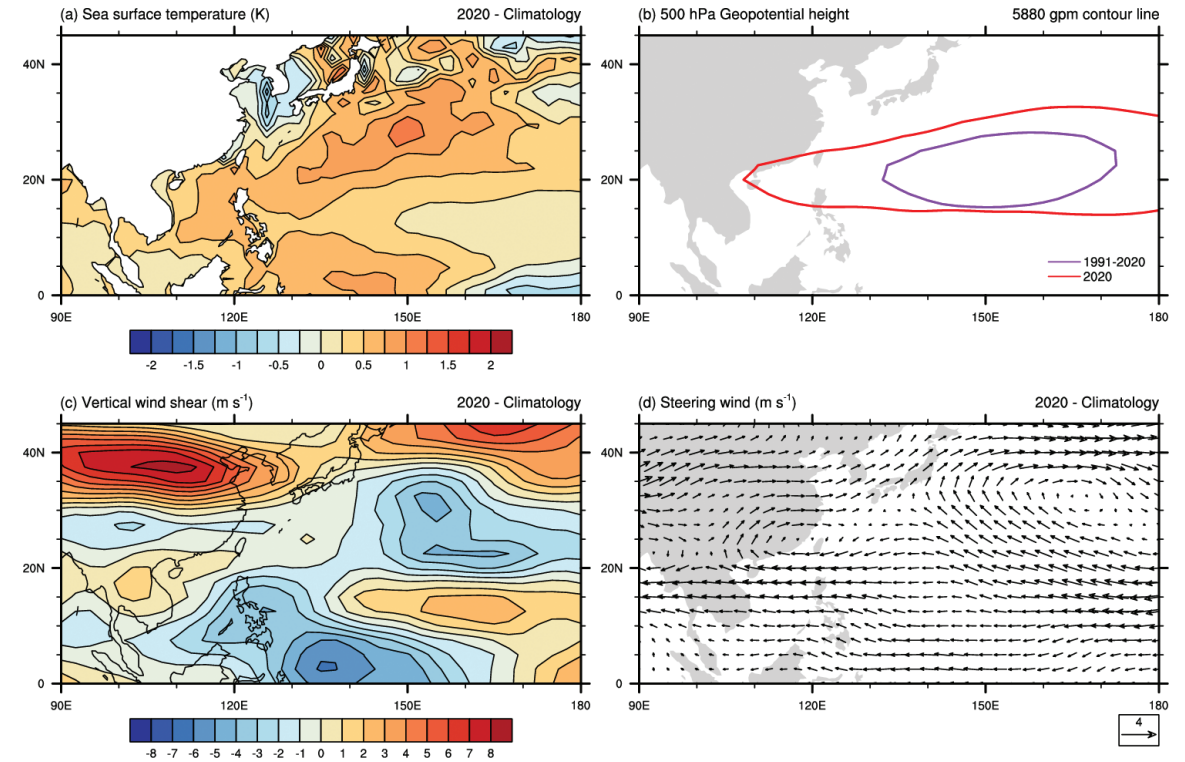 (a) Sea surface temperature (K) 2020 - Climatology
40N
20N
0
90E 120E 150E 180
-2 -1.5 -1 -0.5 0 0.5 1 1.5 2
(b) 500 hPa Geopotential height 5880 gpm contour line
40N
20N
0
1991-2020
2020
90E 120E 150E 180
(c) Vertical wind shear (m s⁻¹) 2020 - Climatology
40N
20N
0
90E 120E 150E 180
-8 -7 -6 -5 -4 -3 -2 -1 0 1 2 3 4 5 6 7 8
(d) Steering wind (m s⁻¹) 2020 - Climatology
40N
20N
0
90E 120E 150E 180
4